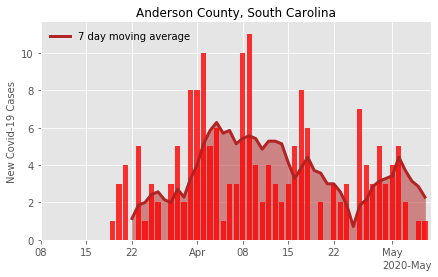 Anderson County, South Carolina
7 day moving average
New Covid-19 Cases
10
8
6
4
2
0
08 15 22 Apr 08 15 22 May
2020-May